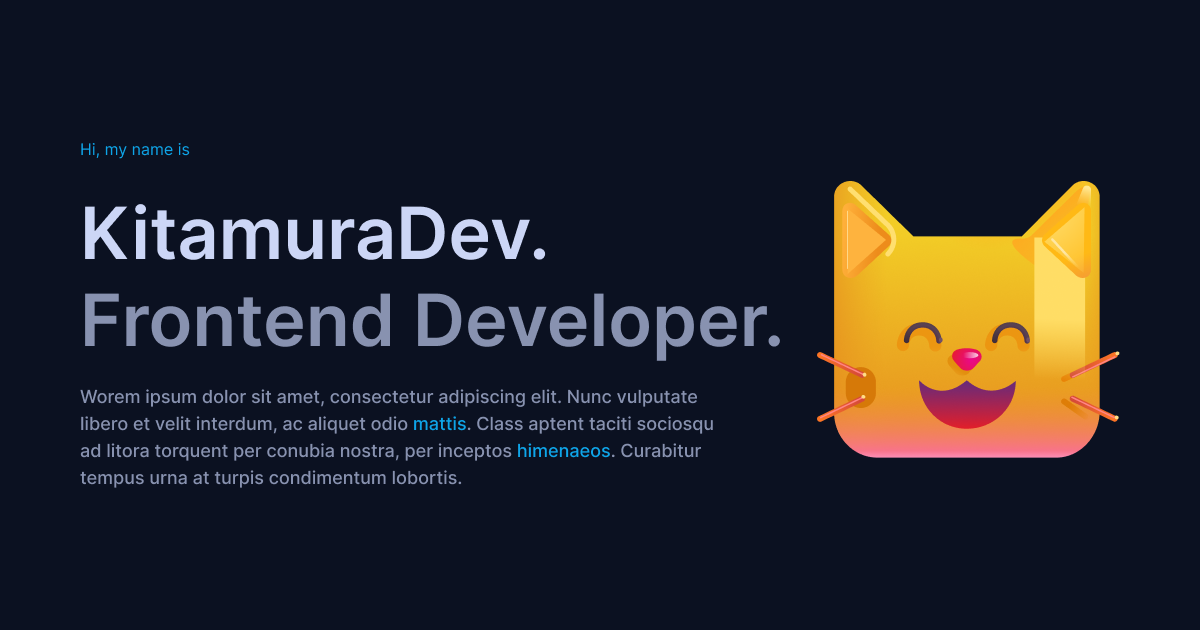 Hi, my name is
KitamuraDev.
Frontend Developer.
Worem ipsum dolor sit amet, consectetur adipiscing elit. Nunc vulputate
libero et velit interdum, ac aliquet odio mattis. Class aptent taciti sociosqu
ad litora torquent per conubia nostra, per inceptos himenaeos. Curabitur
tempus urna at turpis condimentum lobortis.